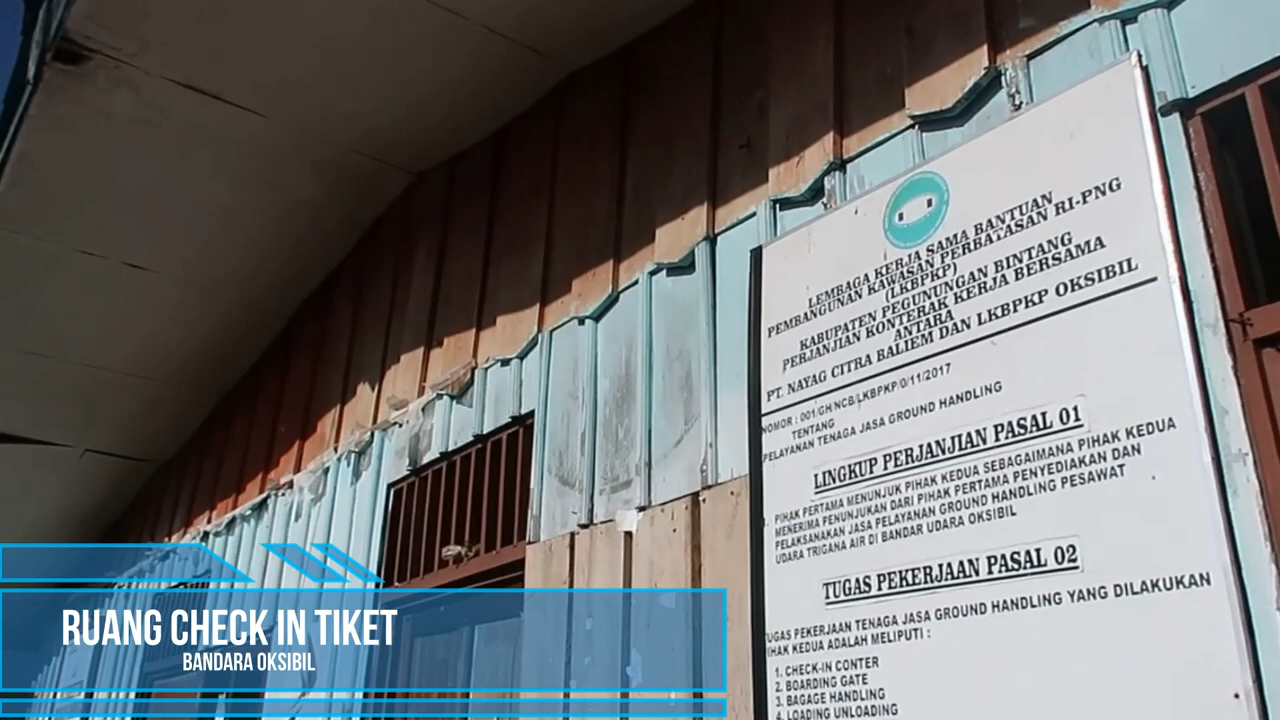 LEMBAGA KERJA SAMA BANTUAN
PEMBANGUNAN KAWASAN PERBATASAN RI-PNG
(LKBPKP)
KABUPATEN PEGUNUNGAN BINTANG
PERJANJIAN KONTERAK KERJA BERSAMA
ANTARA
PT. NAYAG CITRA BALIEM DAN LKBPKP OKSIBIL
NOMOR : 001/GH/NCB/LKBPKP/0/11/2017
TENTANG
PELAYANAN TENAGA JASA GROUND HANDLING
LINGKUP PERJANJIAN PASAL 01
PIHAK PERTAMA MENUNJUK PIHAK KEDUA SEBAGAIMANA PIHAK KEDUA
MENERIMA PENUNJUKAN DARI PIHAK PERTAMA PENYEDIAKAN DAN
PELAKSANAKAN JASA PELAYANAN GROUND HANDLING PESAWAT
UDARA TRIGANA AIR DI BANDAR UDARA OKSIBIL
TUGAS PEKERJAAN PASAL 02
TUGAS PEKERJAAN TENAGA JASA GROUND HANDLING YANG DILAKUKAN
IHAK KEDUA ADALAH MELIPUTI :
1. CHECK-IN CONTER
2. BOARDING GATE
3. BAGAGE HANDLING
4. LOADING UNLOADING
RUANG CHECK IN TIKET
BANDARA OKSIBIL